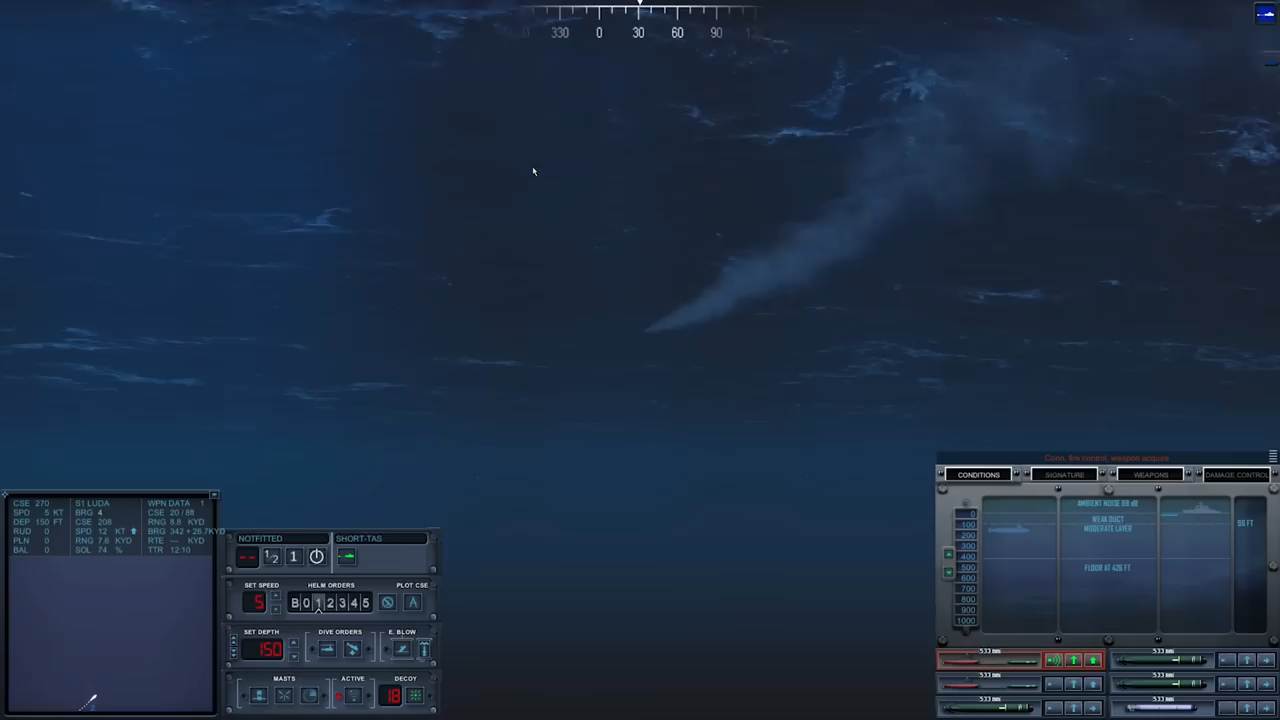 330 0 30 60 90
Conn, fire control, weapon acquire
CONDITIONS SIGNATURE WEAPONS DAMAGE CONTROL
CSE 270 S1 LUDA WPN DATA 1
SPD 5 KT BRG 4 CSE 20 / 88
DEP 150 FT CSE 208 RNG 8.8 KYD
RUD 0 SPD 12 KT BRG 342 + 26.7KYD
PLN 0 RNG 7.6 KYD RTE ---- KYD
BAL 0 SOL 74 % TTR 12:10
AMBIENT NOISE 88 dB
WEAK DUCT
MODERATE LAYER
FLOOR AT 426 FT
96 FT
0
100
200
300
400
500
600
700
800
900
1000
NOTFITTED SHORT-TAS
-- 1/2 1
SET SPEED HELM ORDERS PLOT CSE
5 B 0 1 2 3 4 5
SET DEPTH DIVE ORDERS E. BLOW
150
MASTS ACTIVE DECOY
18
533 mm 533 mm
533 mm 533 mm
533 mm 533 mm